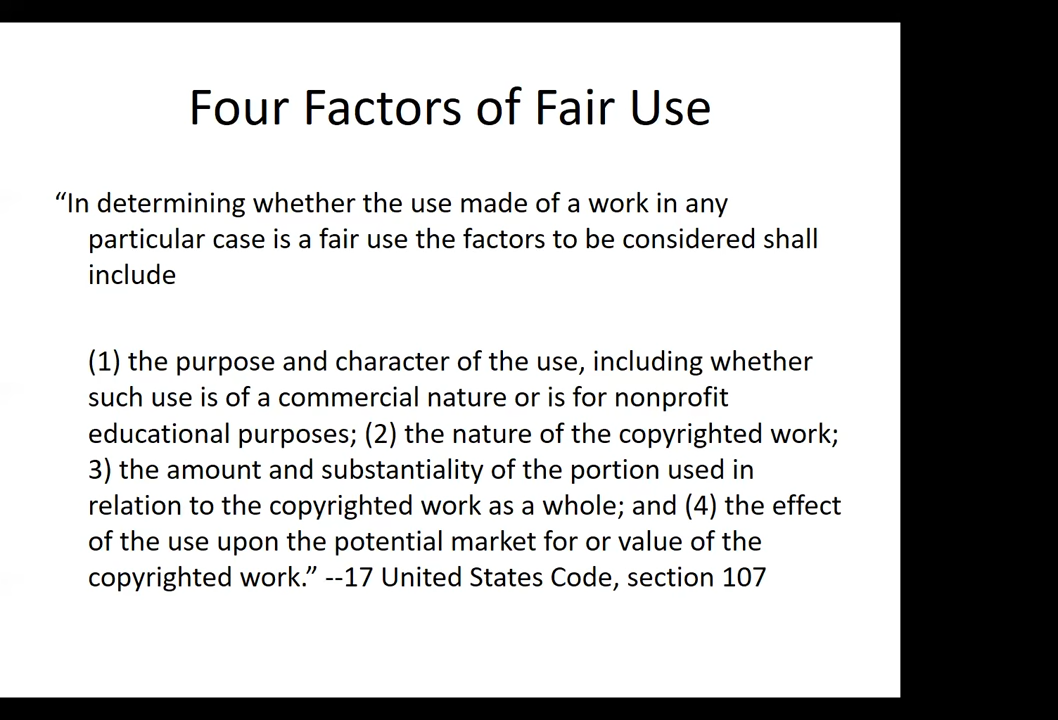 Four Factors of Fair Use
“In determining whether the use made of a work in any
particular case is a fair use the factors to be considered shall
include
(1) the purpose and character of the use, including whether
such use is of a commercial nature or is for nonprofit
educational purposes; (2) the nature of the copyrighted work;
3) the amount and substantiality of the portion used in
relation to the copyrighted work as a whole; and (4) the effect
of the use upon the potential market for or value of the
copyrighted work.” --17 United States Code, section 107